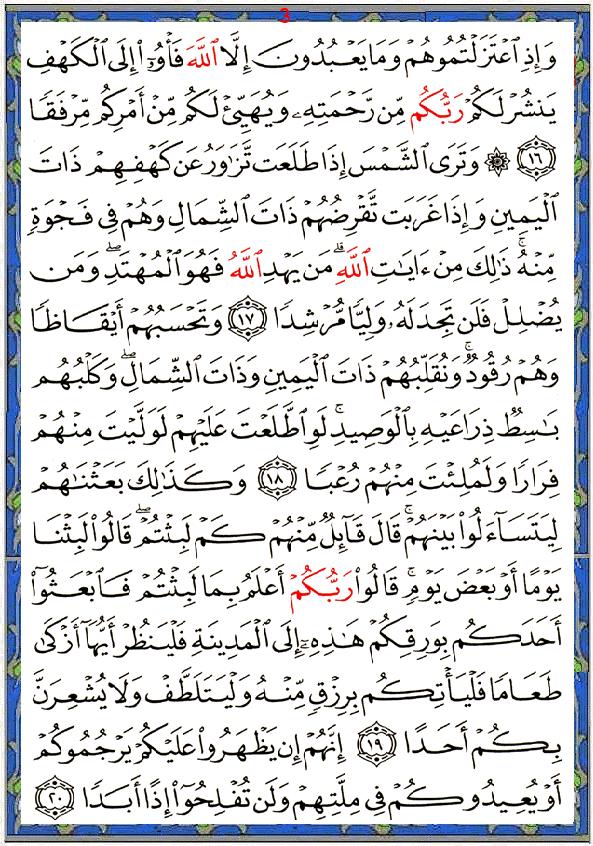 3
وَإِذِ ٱعْتَزَلْتُمُوهُمْ وَمَا يَعْبُدُونَ إِلَّا ٱللَّهَ فَأْوُۥٓا۟ إِلَى ٱلْكَهْفِ
يَنشُرْ لَكُمْ رَبُّكُم مِّن رَّحْمَتِهِۦ وَيُهَيِّئْ لَكُم مِّنْ أَمْرِكُم مِّرْفَقًا
١٦ ۞ وَتَرَى ٱلشَّمْسَ إِذَا طَلَعَت تَّزَٰوَرُ عَن كَهْفِهِمْ ذَاتَ
ٱلْيَمِينِ وَإِذَا غَرَبَت تَّقْرِضُهُمْ ذَاتَ ٱلشِّمَالِ وَهُمْ فِى فَجْوَةٍ
مِّنْهُ ۚ ذَٰلِكَ مِنْ ءَايَٰتِ ٱللَّهِ ۗ مَن يَهْدِ ٱللَّهُ فَهُوَ ٱلْمُهْتَدِ ۖ وَمَن
يُضْلِلْ فَلَن تَجِدَ لَهُۥ وَلِيًّا مُّرْشِدًا ١٧ وَتَحْسَبُهُمْ أَيْقَاظًا
وَهُمْ رُقُودٌ ۚ وَنُقَلِّبُهُمْ ذَاتَ ٱلْيَمِينِ وَذَاتَ ٱلشِّمَالِ ۖ وَكَلْبُهُم
بَٰسِطٌ ذِرَاعَيْهِ بِٱلْوَصِيدِ ۚ لَوِ ٱطَّلَعْتَ عَلَيْهِمْ لَوَلَّيْتَ مِنْهُمْ
فِرَارًا وَلَمُلِئْتَ مِنْهُمْ رُعْبًا ١٨ وَكَذَٰلِكَ بَعَثْنَٰهُمْ
لِيَتَسَآءَلُوا۟ بَيْنَهُمْ ۚ قَالَ قَآئِلٌ مِّنْهُمْ كَمْ لَبِثْتُمْ ۖ قَالُوا۟ لَبِثْنَا
يَوْمًا أَوْ بَعْضَ يَوْمٍ ۚ قَالُوا۟ رَبُّكُمْ أَعْلَمُ بِمَا لَبِثْتُمْ فَٱبْعَثُوٓا۟
أَحَدَكُم بِوَرِقِكُمْ هَٰذِهِۦٓ إِلَى ٱلْمَدِينَةِ فَلْيَنظُرْ أَيُّهَآ أَزْكَىٰ
طَعَامًا فَلْيَأْتِكُم بِرِزْقٍ مِّنْهُ وَلْيَتَلَطَّفْ وَلَا يُشْعِرَنَّ
بِكُمْ أَحَدًا ١٩ إِنَّهُمْ إِن يَظْهَرُوا۟ عَلَيْكُمْ يَرْجُمُوكُمْ
أَوْ يُعِيدُوكُمْ فِى مِلَّتِهِمْ وَلَن تُفْلِحُوٓا۟ إِذًا أَبَدًا ٢٠